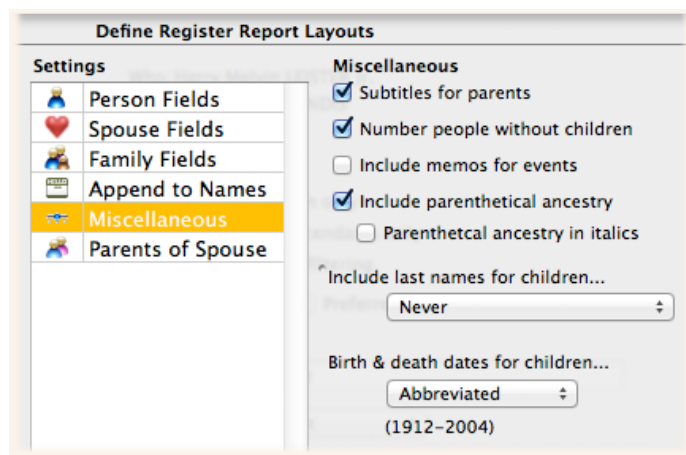 Define Register Report Layouts
Settings
Person Fields
Spouse Fields
Family Fields
Append to Names
Miscellaneous
Parents of Spouse
Miscellaneous
Subtitles for parents
Number people without children
Include memos for events
Include parenthetical ancestry
Parenthetcal ancestry in italics
Include last names for children...
Never
Birth & death dates for children...
Abbreviated
(1912–2004)